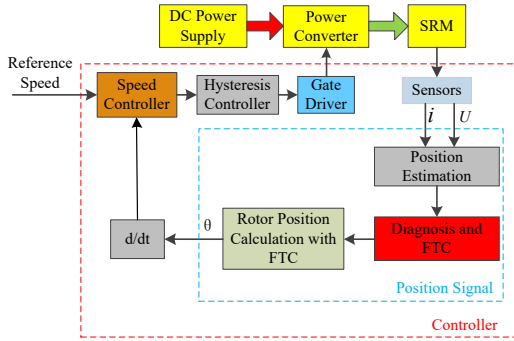 DC Power
Supply
Power
Converter
SRM
Reference
Speed
Speed
Controller
Hysteresis
Controller
Gate
Driver
Sensors
i
U
Position
Estimation
Diagnosis and
FTC
Rotor Position
Calculation with
FTC
θ
d/dt
Position Signal
Controller